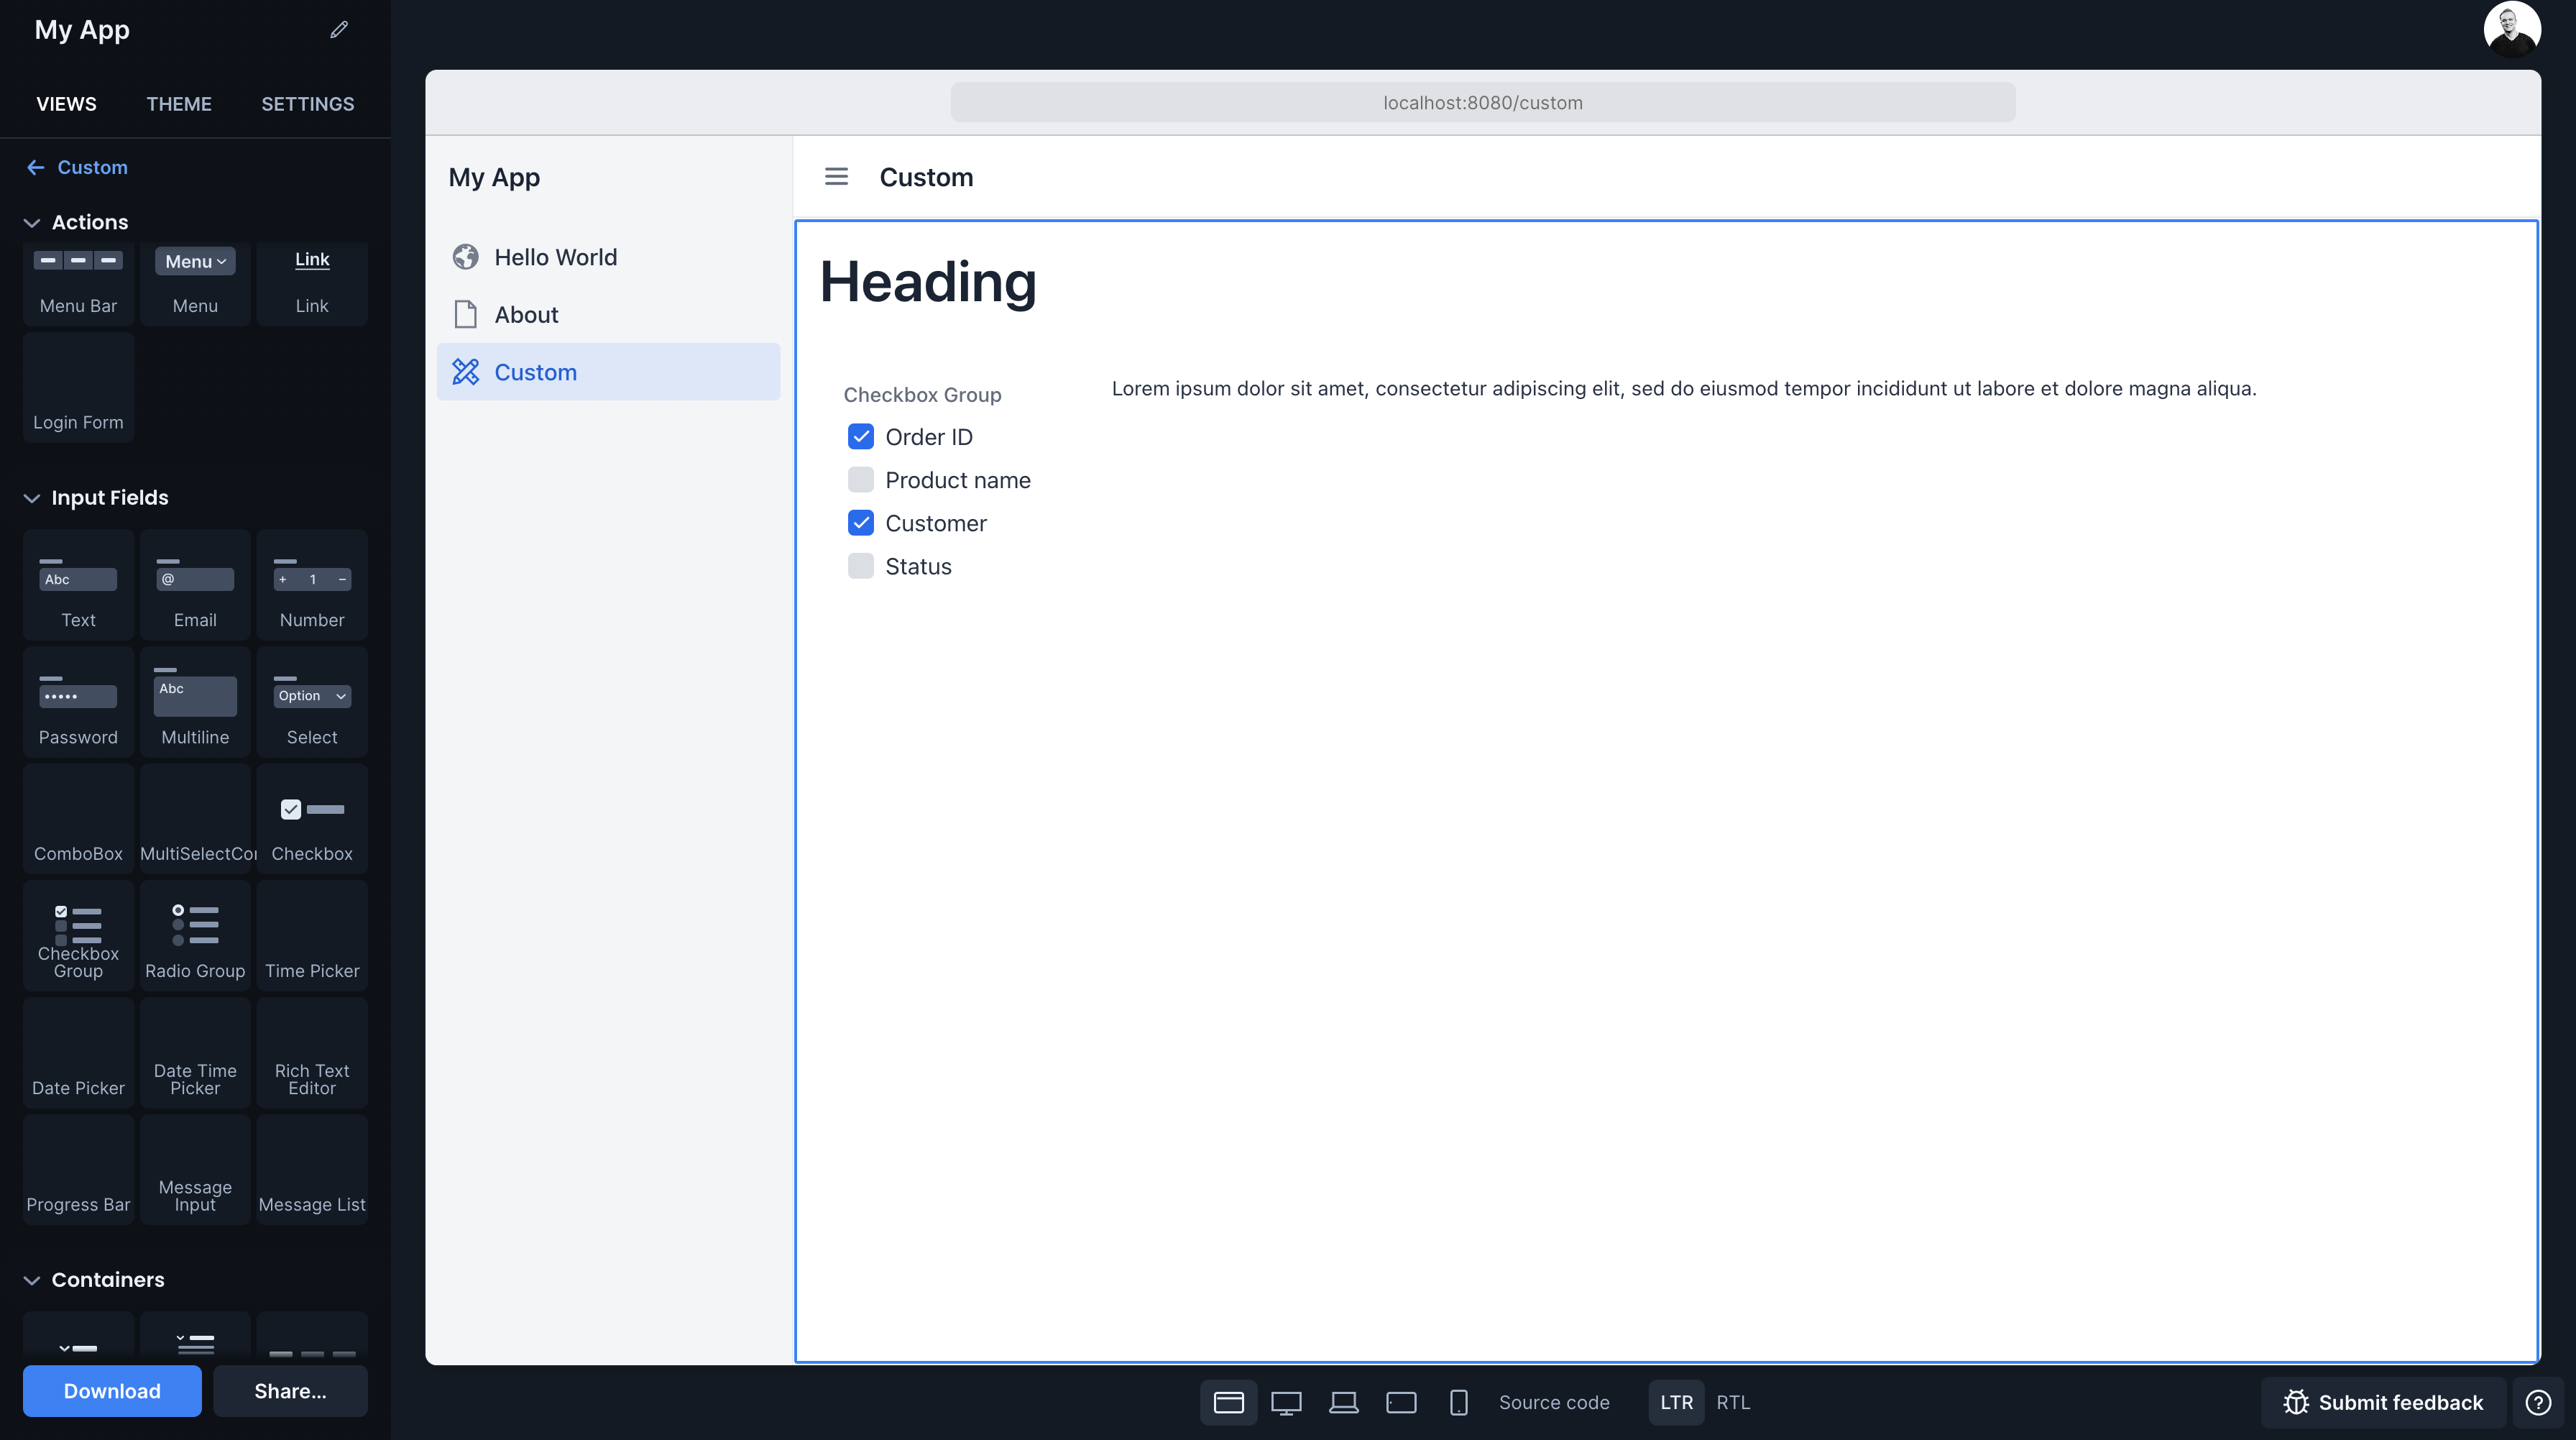 My App
VIEWS
THEME
SETTINGS
Custom
Actions
Menu Bar
Menu
Menu
Link
Link
Login Form
Input Fields
Abc
Text
@
Email
+ 1 −
Number
•••••
Password
Abc
Multiline
Option
Select
ComboBox
MultiSelectCo
Checkbox
Checkbox
Group
Radio Group
Time Picker
Date Picker
Date Time
Picker
Rich Text
Editor
Progress Bar
Message
Input
Message List
Containers
Download
Share...
localhost:8080/custom
My App
Hello World
About
Custom
Custom
Heading
Checkbox Group
Order ID
Product name
Customer
Status
Lorem ipsum dolor sit amet, consectetur adipiscing elit, sed do eiusmod tempor incididunt ut labore et dolore magna aliqua.
Source code
LTR
RTL
Submit feedback
?